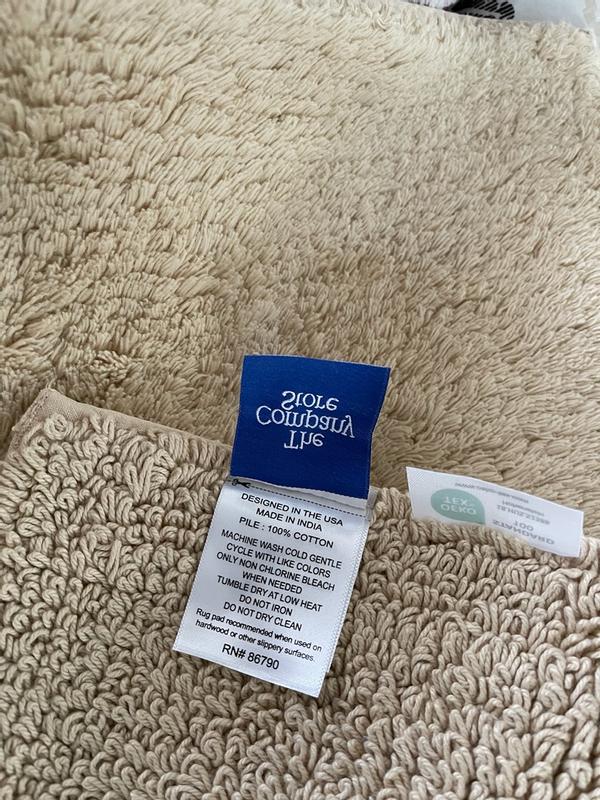 The
Company
Store
DESIGNED IN THE USA
MADE IN INDIA
PILE : 100% COTTON
MACHINE WASH COLD GENTLE
CYCLE WITH LIKE COLORS
ONLY NON CHLORINE BLEACH
WHEN NEEDED
TUMBLE DRY AT LOW HEAT
DO NOT IRON
DO NOT DRY CLEAN
Rug pad recommended when used on
hardwood or other slippery surfaces.
RN# 86790
OEKO
TEX
STANDARD
100